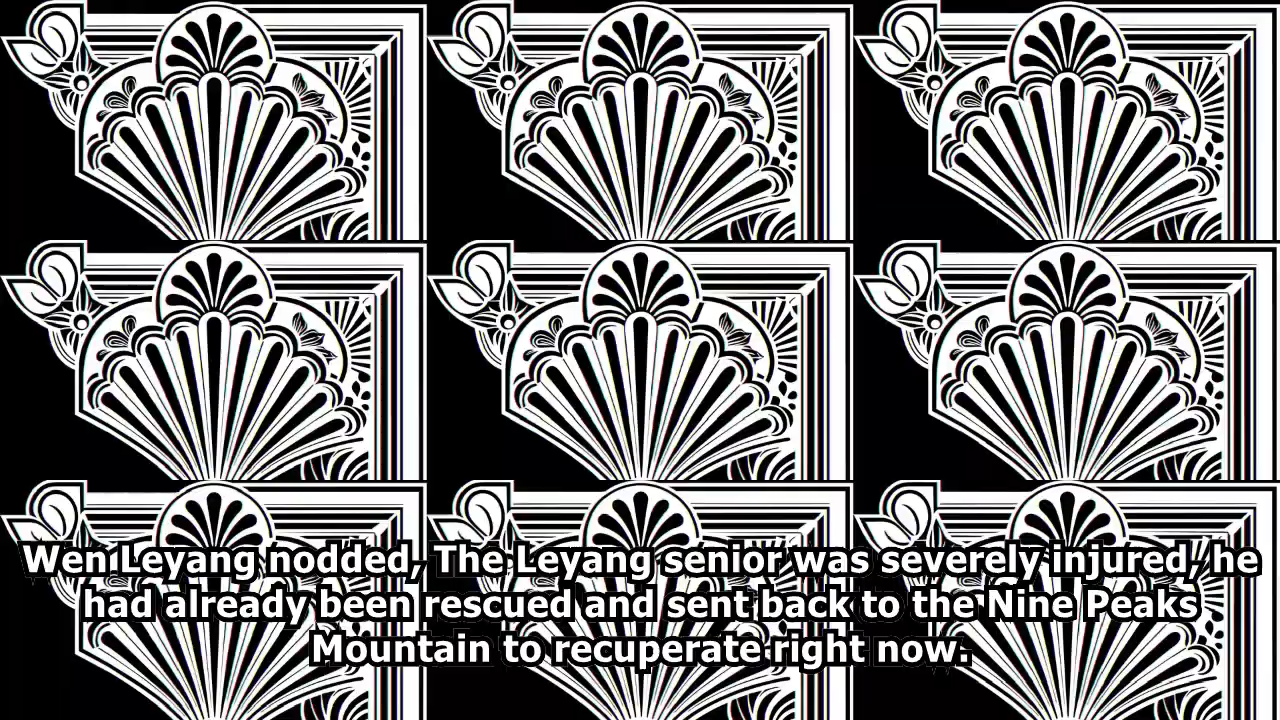 Wen Leyang nodded, The Leyang senior was severely injured, he
had already been rescued and sent back to the Nine Peaks
Mountain to recuperate right now.